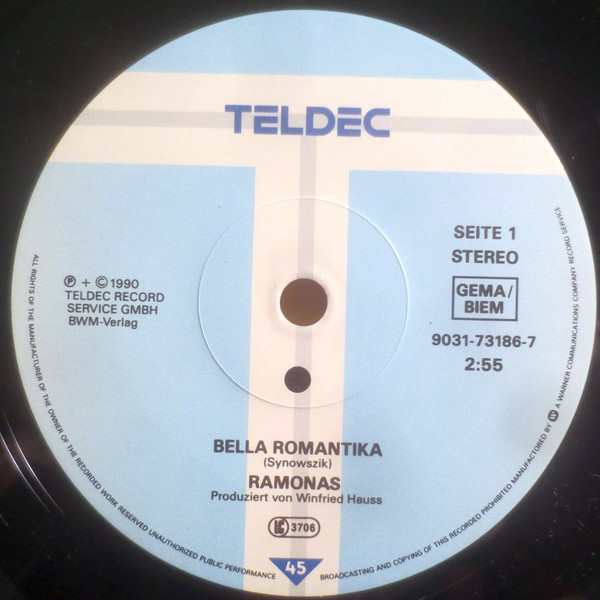 TELDEC
SEITE 1
STEREO
GEMA/
BIEM
9031-73186-7
2:55
℗ + © 1990
TELDEC RECORD
SERVICE GMBH
BWM-Verlag
BELLA ROMANTIKA
(Synowszik)
RAMONAS
Produziert von Winfried Hauss
LC 3706
45
ALL RIGHTS OF THE MANUFACTURER OF THE OWNER OF THE RECORDED WORK RESERVED UNAUTHORIZED PUBLIC PERFORMANCE BROADCASTING AND COPYING OF THIS RECORDED PROHIBITED MANUFACTURED BY A WARNER COMMUNICATIONS COMPANY RECORD SERVICE